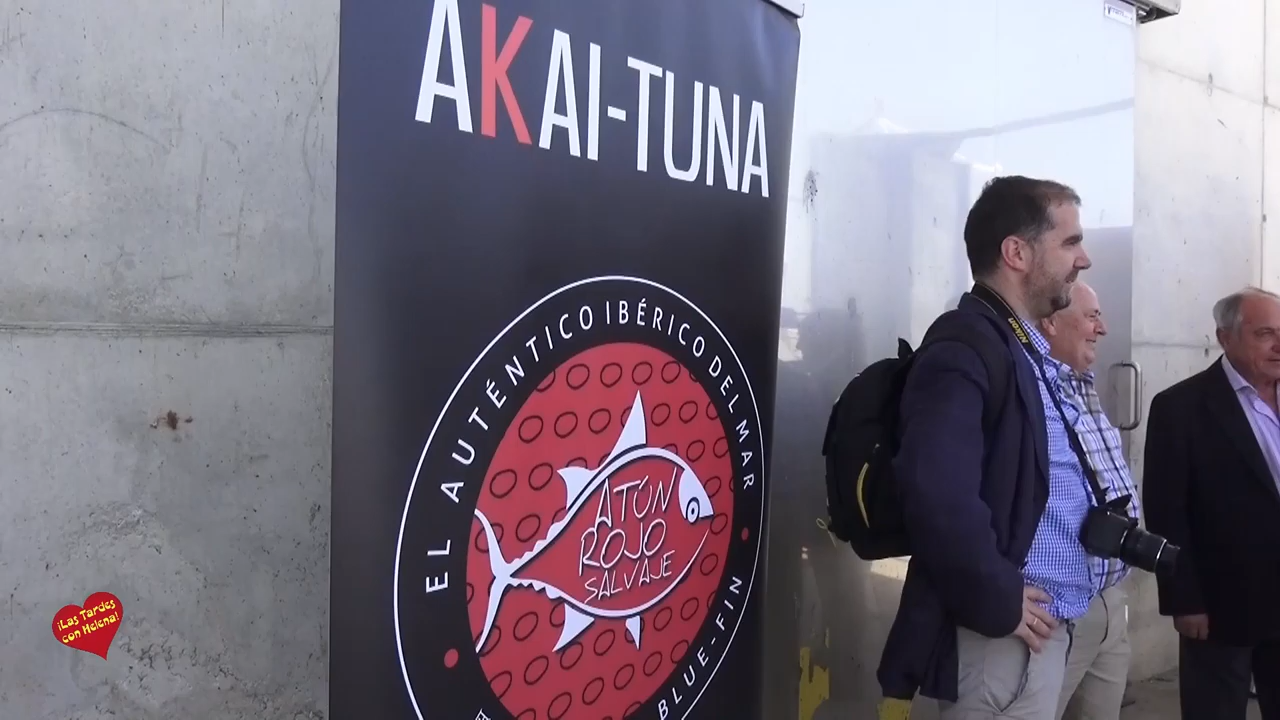 AKAI-TUNA
EL AUTÉNTICO IBÉRICO DEL MAR
ATÚN
ROJO
SALVAJE
BLUE-FIN
Nikon
¡Las Tardes
con Helena!